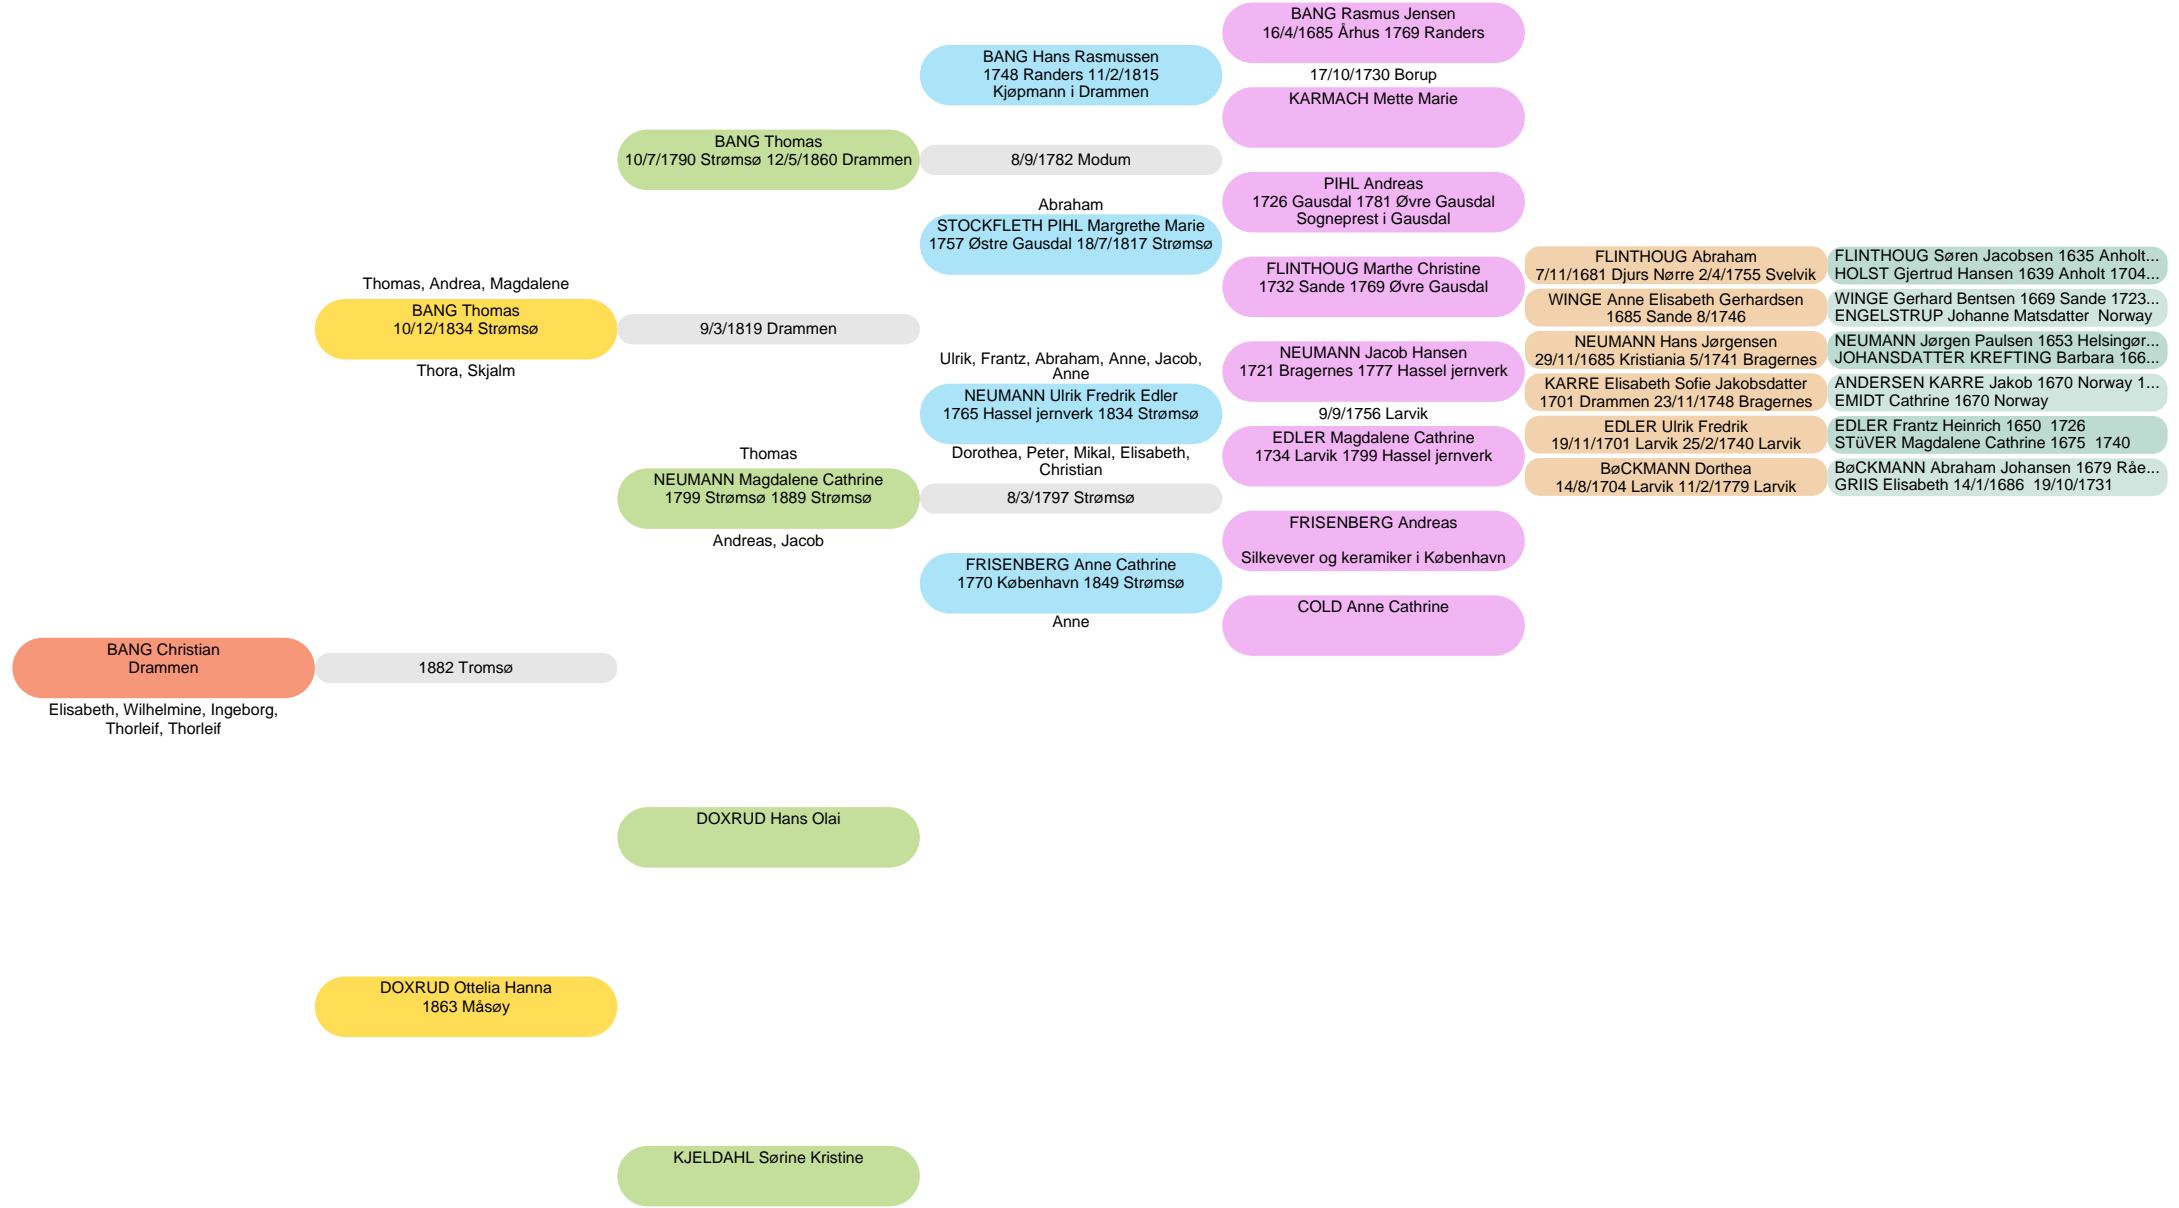 BANG Rasmus Jensen
16/4/1685 Århus 1769 Randers
BANG Hans Rasmussen
1748 Randers 11/2/1815
Kjøpmann i Drammen
17/10/1730 Borup
KARMACH Mette Marie
BANG Thomas
10/7/1790 Strømsø 12/5/1860 Drammen
8/9/1782 Modum
PIHL Andreas
1726 Gausdal 1781 Øvre Gausdal
Sogneprest i Gausdal
Abraham
STOCKFLETH PIHL Margrethe Marie
1757 Østre Gausdal 18/7/1817 Strømsø
FLINTHOUG Marthe Christine
1732 Sande 1769 Øvre Gausdal
FLINTHOUG Abraham
7/11/1681 Djurs Nørre 2/4/1755 Svelvik
FLINTHOUG Søren Jacobsen 1635 Anholt...
HOLST Gjertrud Hansen 1639 Anholt 1704...
WINGE Anne Elisabeth Gerhardsen
1685 Sande 8/1746
WINGE Gerhard Bentsen 1669 Sande 1723...
ENGELSTRUP Johanne Matsdatter  Norway
Thomas, Andrea, Magdalene
BANG Thomas
10/12/1834 Strømsø
Thora, Skjalm
9/3/1819 Drammen
Ulrik, Frantz, Abraham, Anne, Jacob,
Anne
NEUMANN Ulrik Fredrik Edler
1765 Hassel jernverk 1834 Strømsø
Dorothea, Peter, Mikal, Elisabeth,
Christian
NEUMANN Jacob Hansen
1721 Bragernes 1777 Hassel jernverk
NEUMANN Hans Jørgensen
29/11/1685 Kristiania 5/1741 Bragernes
NEUMANN Jørgen Paulsen 1653 Helsingør...
JOHANSDATTER KREFTING Barbara 166...
KARRE Elisabeth Sofie Jakobsdatter
1701 Drammen 23/11/1748 Bragernes
ANDERSEN KARRE Jakob 1670 Norway 1...
EMIDT Cathrine 1670 Norway
9/9/1756 Larvik
EDLER Magdalene Cathrine
1734 Larvik 1799 Hassel jernverk
EDLER Ulrik Fredrik
19/11/1701 Larvik 25/2/1740 Larvik
EDLER Frantz Heinrich 1650  1726
STüVER Magdalene Cathrine 1675  1740
BøCKMANN Dorthea
14/8/1704 Larvik 11/2/1779 Larvik
BøCKMANN Abraham Johansen 1679 Råe...
GRIIS Elisabeth 14/1/1686  19/10/1731
Thomas
NEUMANN Magdalene Cathrine
1799 Strømsø 1889 Strømsø
Andreas, Jacob
8/3/1797 Strømsø
FRISENBERG Andreas
Silkevever og keramiker i København
FRISENBERG Anne Cathrine
1770 København 1849 Strømsø
Anne
COLD Anne Cathrine
BANG Christian
Drammen
Elisabeth, Wilhelmine, Ingeborg,
Thorleif, Thorleif
1882 Tromsø
DOXRUD Hans Olai
DOXRUD Ottelia Hanna
1863 Måsøy
KJELDAHL Sørine Kristine